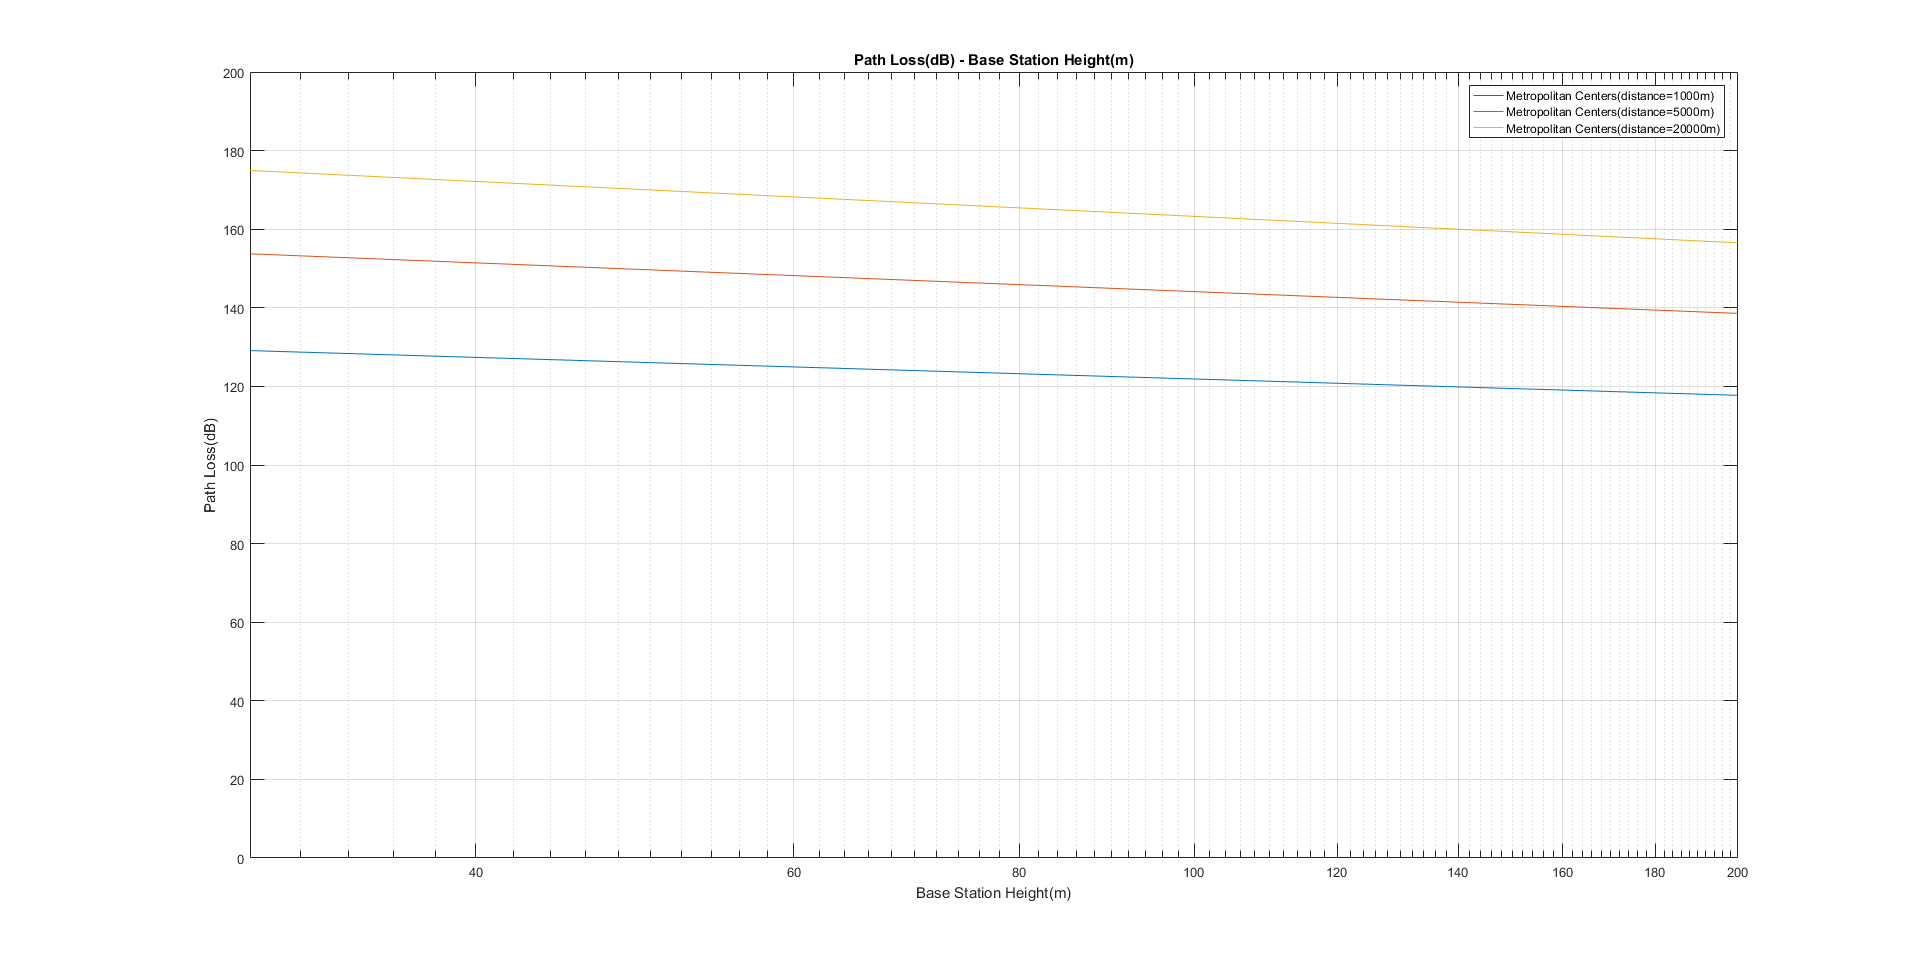 Path Loss(dB) - Base Station Height(m)
Metropolitan Centers(distance=1000m)
Metropolitan Centers(distance=5000m)
Metropolitan Centers(distance=20000m)
200
180
160
140
120
100
80
60
40
20
0
Path Loss(dB)
40 60 80 100 120 140 160 180 200
Base Station Height(m)